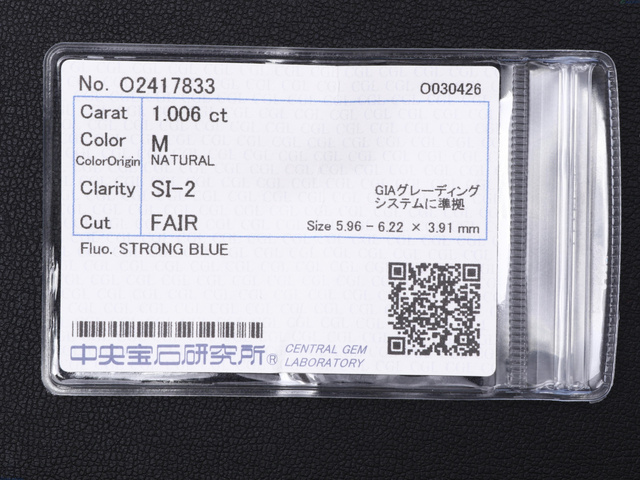 No. O2417833
O030426
Carat 1.006 ct
Color M
ColorOrigin NATURAL
Clarity SI-2
GIAグレーディング
システムに準拠
Cut FAIR
Size 5.96 - 6.22 × 3.91 mm
Fluo. STRONG BLUE
中央宝石研究所® CENTRAL GEM
LABORATORY